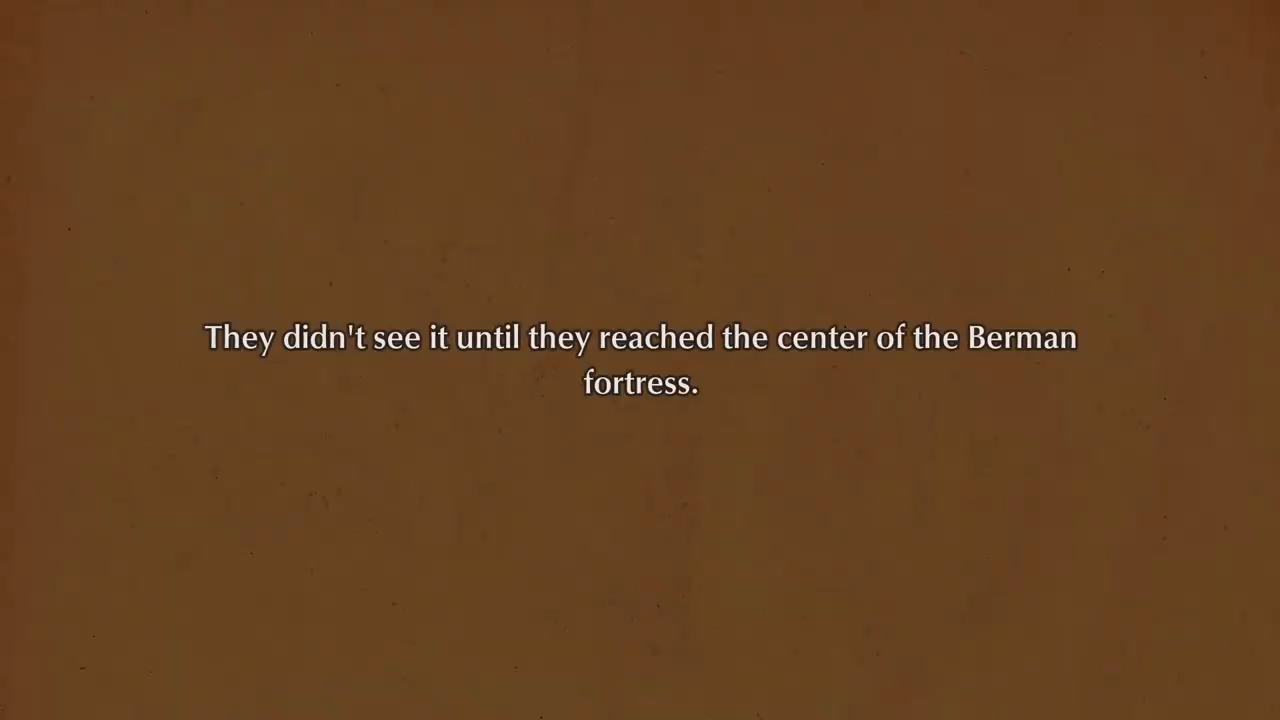 They didn't see it until they reached the center of the Berman
fortress.